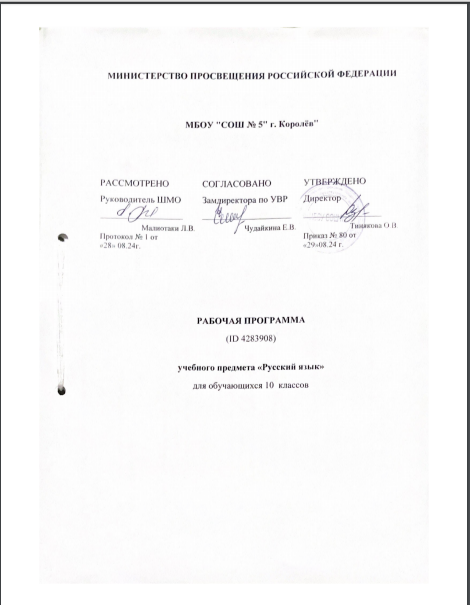 МИНИСТЕРСТВО ПРОСВЕЩЕНИЯ РОССИЙСКОЙ ФЕДЕРАЦИИ
МБОУ "СОШ № 5" г. Королёв"
РАССМОТРЕНО СОГЛАСОВАНО УТВЕРЖДЕНО
Руководитель ШМО Замдиректора по УВР Директор
Л.В. Чудайкина Е.В. О В
Протокол № 1 от Приказ № 80 от
«28» 08.24г. «29»08.24 г.
РАБОЧАЯ ПРОГРАММА
(ID 4283908)
учебного предмета «Русский язык»
для обучающихся 10 классов